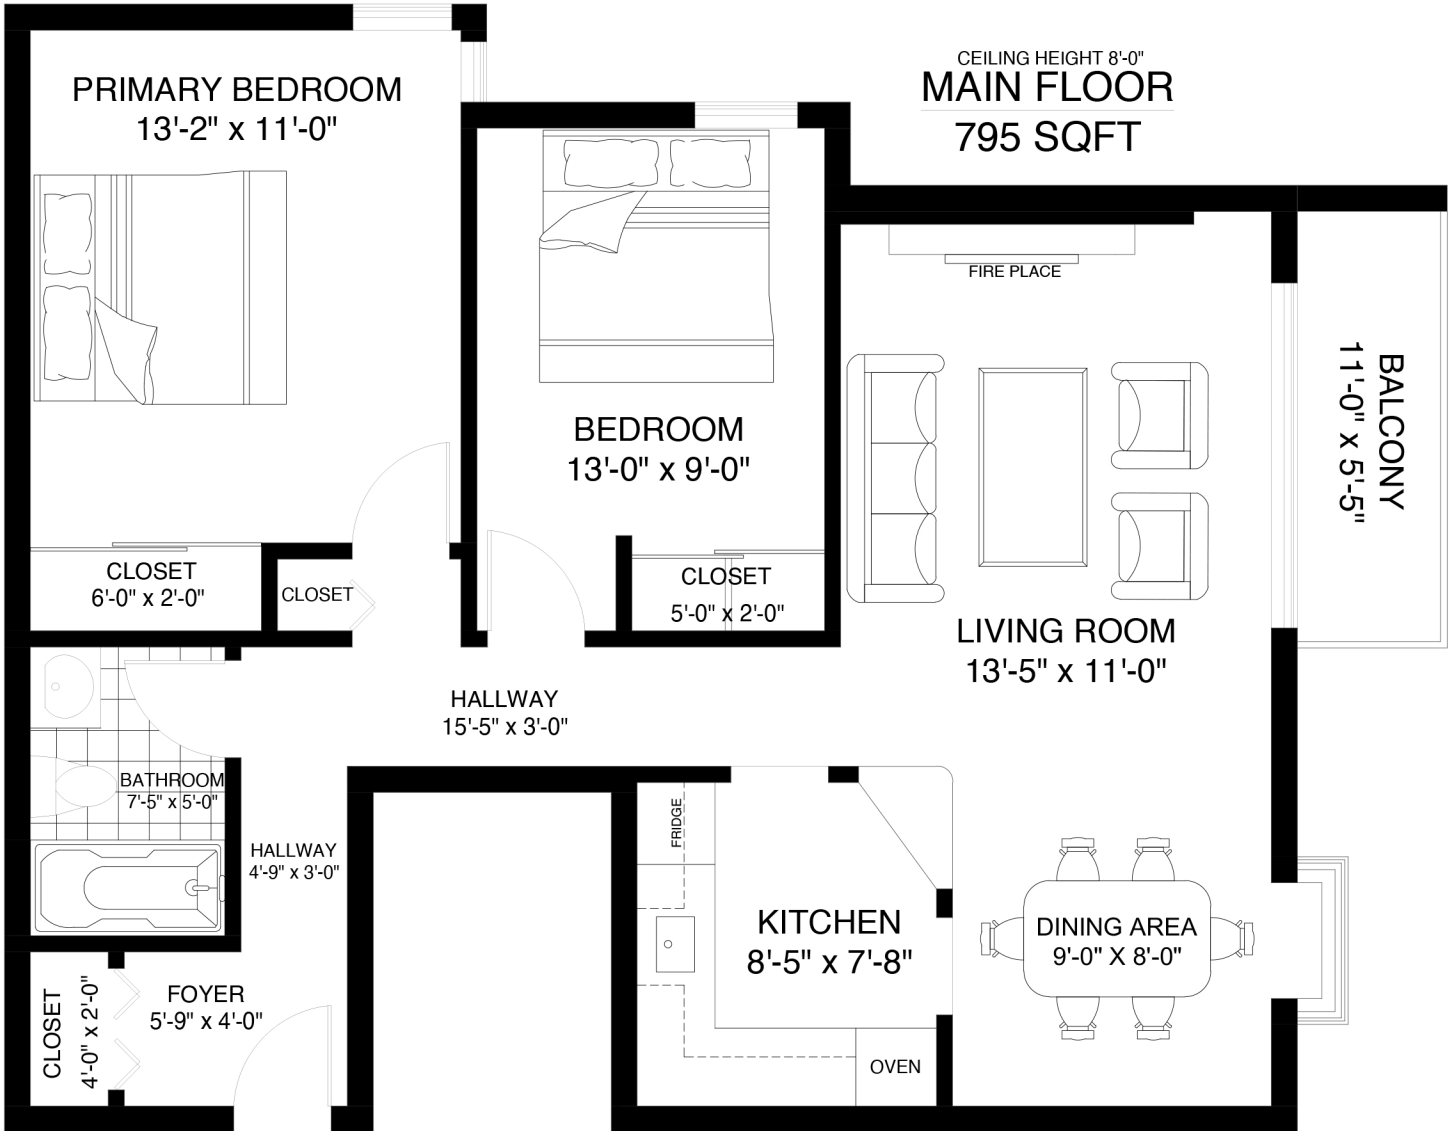 CEILING HEIGHT 8'-0"
MAIN FLOOR
795 SQFT
PRIMARY BEDROOM
13'-2" x 11'-0"
FIRE PLACE
BEDROOM
13'-0" x 9'-0"
BALCONY
11'-0" x 5'-5"
CLOSET
6'-0" x 2'-0"
CLOSET
CLOSET
5'-0" x 2'-0"
LIVING ROOM
13'-5" x 11'-0"
HALLWAY
15'-5" x 3'-0"
BATHROOM
7'-5" x 5'-0"
HALLWAY
4'-9" x 3'-0"
FRIDGE
KITCHEN
8'-5" x 7'-8"
DINING AREA
9'-0" X 8'-0"
CLOSET
4'-0" x 2'-0"
FOYER
5'-9" x 4'-0"
OVEN